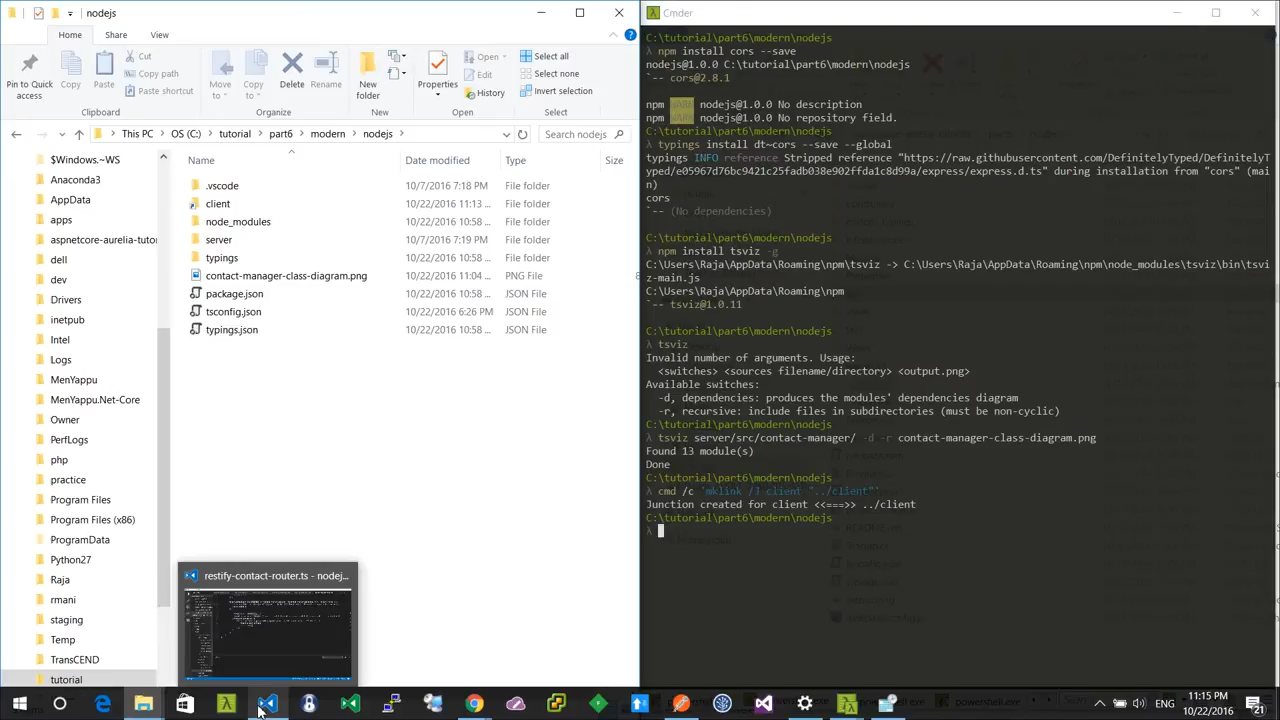 nodejs
Home
Share
View
Pin to Quick access
Copy
Paste
Cut
Copy path
Paste shortcut
Clipboard
Move to
Copy to
Delete
Rename
Organize
New folder
New
Properties
Open
Edit
History
Open
Select all
Select none
Invert selection
Select
This PC
OS (C:)
tutorial
part6
modern
nodejs
Search nodejs
Name
Date modified
Type
Size
$Windows.~WS
Anaconda3
AppData
apps
aspnetcore-aurelia-tutor
dell
dev
Drivers
inetpub
Intel
Logs
MenYappu
MenYappu.Net-Core
Owner
PerfLogs
php
practice
Program Files
Program Files (x86)
ProgramData
Python27
Raja
rmani
staging
Temp
TransCEND
tutorial
.vscode 10/7/2016 7:18 PM File folder
client 10/22/2016 11:13 ... File folder
node_modules 10/22/2016 10:58 ... File folder
server 10/7/2016 7:19 PM File folder
typings 10/22/2016 10:58 ... File folder
contact-manager-class-diagram.png 10/22/2016 11:04 ... PNG File
package.json 10/22/2016 10:58 ... JSON File
tsconfig.json 10/22/2016 6:26 PM JSON File
typings.json 10/22/2016 10:58 ... JSON File
restify-contact-router.ts - nodej...
Cmder
C:\tutorial\part6\modern\nodejs
λ npm install cors --save
nodejs@1.0.0 C:\tutorial\part6\modern\nodejs
`-- cors@2.8.1
npm WARN nodejs@1.0.0 No description
npm WARN nodejs@1.0.0 No repository field.
C:\tutorial\part6\modern\nodejs
λ typings install dt~cors --save --global
typings INFO reference Stripped reference "https://raw.githubusercontent.com/DefinitelyTyped/DefinitelyT
yped/e05967d76bc9421c25fadb038e902ffda1c8d99a/express/express.d.ts" during installation from "cors" (mai
n)
cors
`-- (No dependencies)
C:\tutorial\part6\modern\nodejs
λ npm install tsviz -g
C:\Users\Raja\AppData\Roaming\npm\tsviz -> C:\Users\Raja\AppData\Roaming\npm\node_modules\tsviz\bin\tsvi
z-main.js
C:\Users\Raja\AppData\Roaming\npm
`-- tsviz@1.0.11
C:\tutorial\part6\modern\nodejs
λ tsviz
Invalid number of arguments. Usage:
<switches> <sources filename/directory> <output.png>
Available switches:
-d, dependencies: produces the modules' dependencies diagram
-r, recursive: include files in subdirectories (must be non-cyclic)
C:\tutorial\part6\modern\nodejs
λ tsviz server/src/contact-manager/ -d -r contact-manager-class-diagram.png
Found 13 module(s)
Done
C:\tutorial\part6\modern\nodejs
λ cmd /c `mklink /J client "../client"`
Junction created for client <<===>> ../client
C:\tutorial\part6\modern\nodejs
λ
powershell.exe
powershell.exe
ENG
11:15 PM
10/22/2016